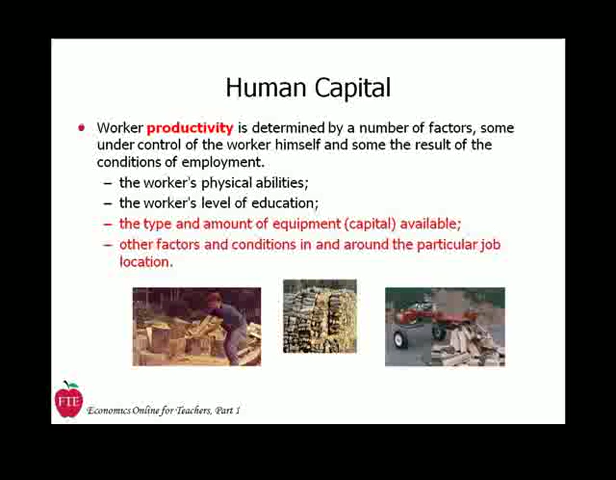 Human Capital
• Worker productivity is determined by a number of factors, some
under control of the worker himself and some the result of the
conditions of employment.
– the worker's physical abilities;
– the worker's level of education;
– the type and amount of equipment (capital) available;
– other factors and conditions in and around the particular job
location.
FTE
Economics Online for Teachers, Part 1